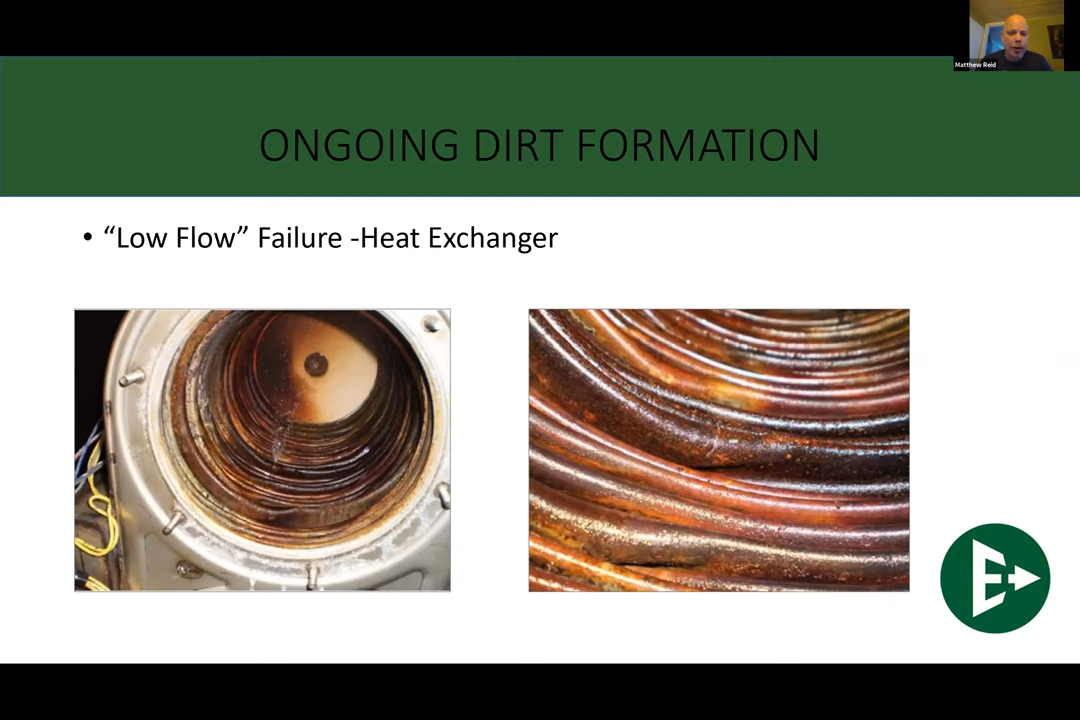 Matthew Reid
ONGOING DIRT FORMATION
• “Low Flow” Failure -Heat Exchanger
E